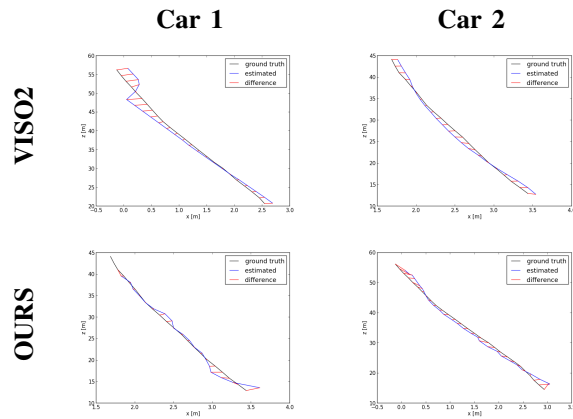 Car 1
Car 2
VISO2
60
55
50
45
40
35
30
25
20
z [m]
−0.5
0.0
0.5
1.0
1.5
2.0
2.5
3.0
x [m]
ground truth
estimated
difference
45
40
35
30
25
20
15
10
z [m]
1.5
2.0
2.5
3.0
3.5
4.0
x [m]
ground truth
estimated
difference
OURS
45
40
35
30
25
20
15
10
z [m]
1.5
2.0
2.5
3.0
3.5
4.0
x [m]
ground truth
estimated
difference
60
50
40
30
20
10
z [m]
−0.5
0.0
0.5
1.0
1.5
2.0
2.5
3.0
3.5
x [m]
ground truth
estimated
difference